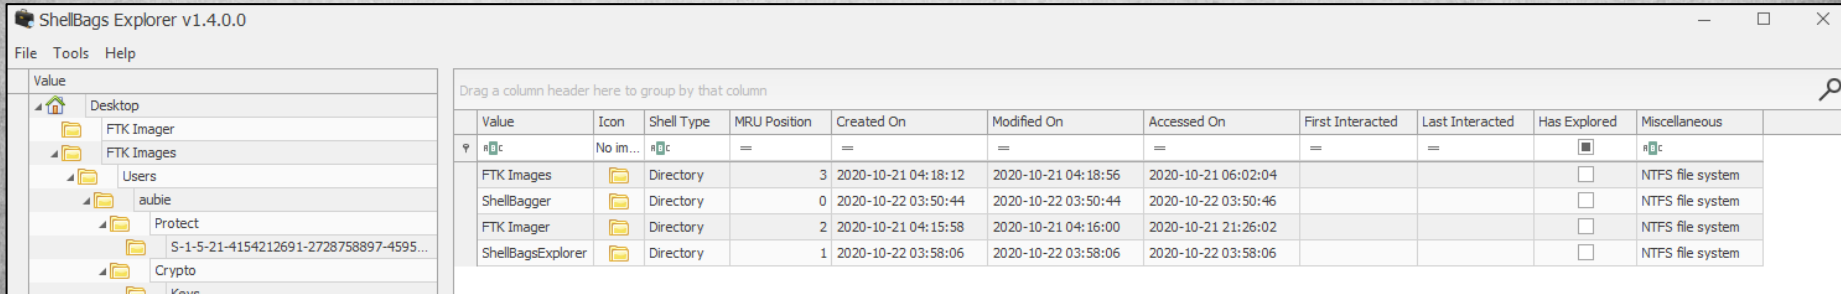 ShellBags Explorer v1.4.0.0
File Tools Help
Value
Desktop
FTK Imager
FTK Images
Users
aubie
Protect
S-1-5-21-4154212691-2728758897-4595...
Crypto
Keys
Drag a column header here to group by that column
Value Icon Shell Type MRU Position Created On Modified On Accessed On First Interacted Last Interacted Has Explored Miscellaneous
ABC No im... ABC = = = = = = ABC
FTK Images Directory 3 2020-10-21 04:18:12 2020-10-21 04:18:56 2020-10-21 06:02:04 NTFS file system
ShellBagger Directory 0 2020-10-22 03:50:44 2020-10-22 03:50:44 2020-10-22 03:50:46 NTFS file system
FTK Imager Directory 2 2020-10-21 04:15:58 2020-10-21 04:16:00 2020-10-21 21:26:02 NTFS file system
ShellBagsExplorer Directory 1 2020-10-22 03:58:06 2020-10-22 03:58:06 2020-10-22 03:58:06 NTFS file system